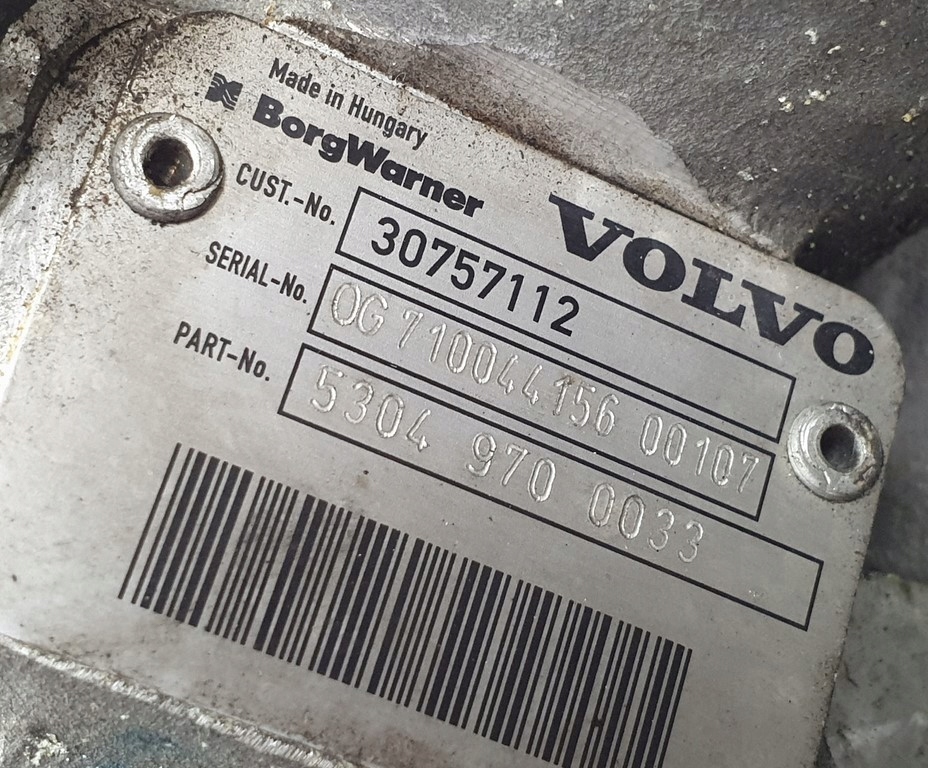 Made in Hungary
BorgWarner
VOLVO
CUST.-No. 30757112
SERIAL-No. OG 710044156 00107
PART-No. 5304 970 0033